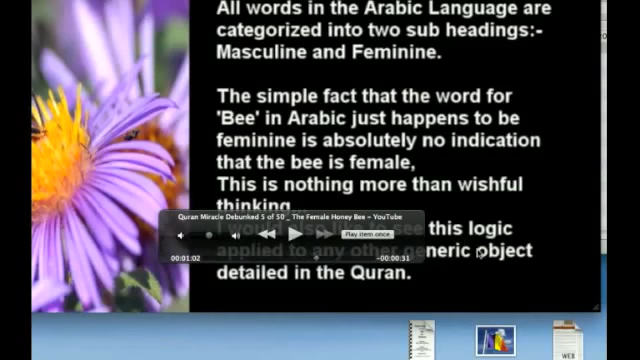 All words in the Arabic Language are
categorized into two sub headings:-
Masculine and Feminine.
The simple fact that the word for
'Bee' in Arabic just happens to be
feminine is absolutely no indication
that the bee is female,
This is nothing more than wishful
thinking
Quran Miracle Debunked 5 of 50 _ The Female Honey Bee – YouTube
see this logic
Play item once
applied to any other generic object
00:01:02
-00:00:31
detailed in the Quran.
WEB